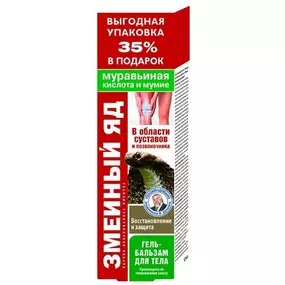 ВЫГОДНАЯ
УПАКОВКА
35%
В ПОДАРОК
муравьиная
кислота и мумие
ЗМЕИНЫЙ ЯД
В области
суставов
и позвоночника
Восстановление
и защита
ГЕЛЬ-
БАЛЬЗАМ
ДЛЯ ТЕЛА